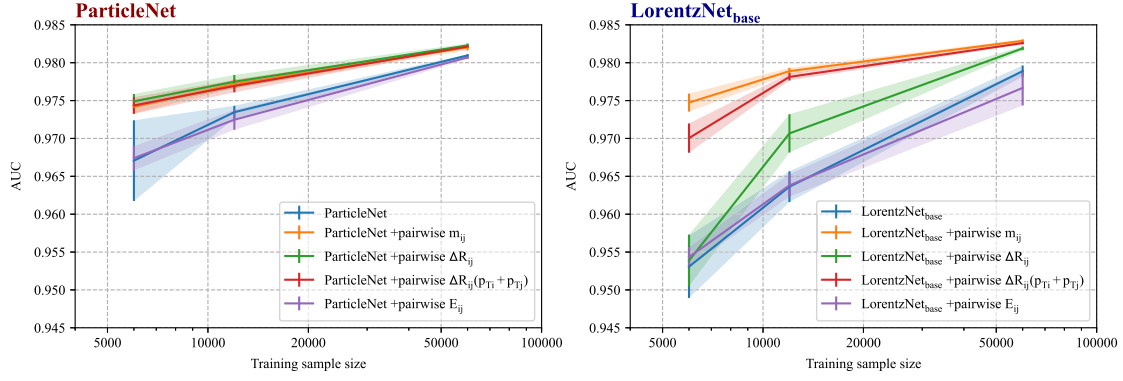 ParticleNet
0.985
0.980
0.975
0.970
0.965
0.960
0.955
0.950
0.945
AUC
5000 10000 20000 50000 100000
Training sample size
ParticleNet
ParticleNet +pairwise m_ij
ParticleNet +pairwise ΔR_ij
ParticleNet +pairwise ΔR_ij(p_Ti + p_Tj)
ParticleNet +pairwise E_ij
LorentzNet_base
0.985
0.980
0.975
0.970
0.965
0.960
0.955
0.950
0.945
AUC
5000 10000 20000 50000 100000
Training sample size
LorentzNet_base
LorentzNet_base +pairwise m_ij
LorentzNet_base +pairwise ΔR_ij
LorentzNet_base +pairwise ΔR_ij(p_Ti + p_Tj)
LorentzNet_base +pairwise E_ij